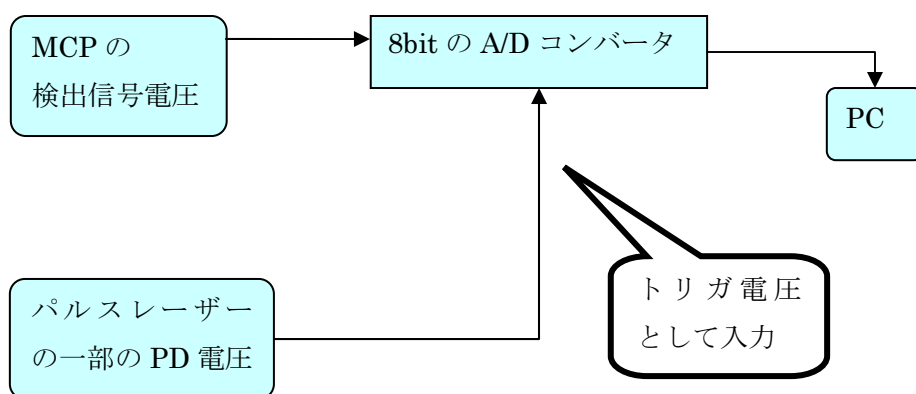 MCP の
検出信号電圧
8bit の A/D コンバータ
PC
トリガ電圧
として入力
パルスレーザー
の一部の PD 電圧